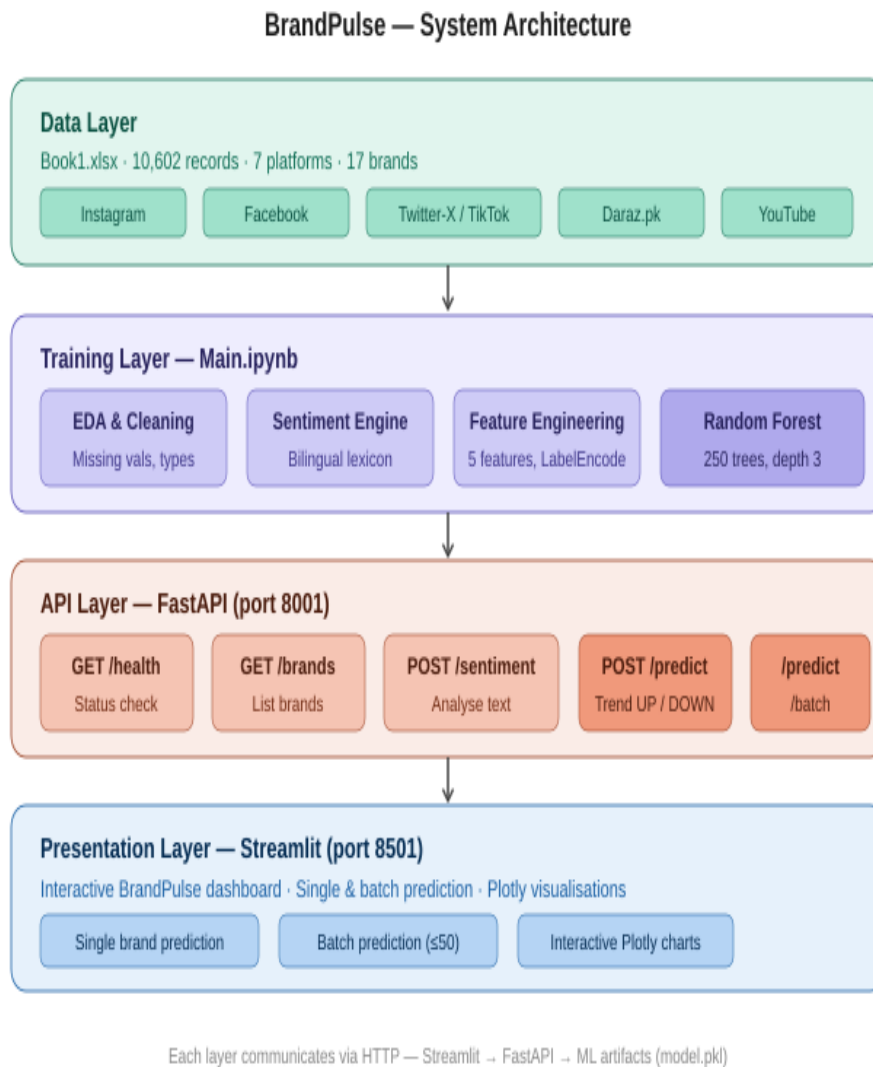 BrandPulse — System Architecture
Data Layer
Book1.xlsx · 10,602 records · 7 platforms · 17 brands
Instagram
Facebook
Twitter-X / TikTok
Daraz.pk
YouTube
Training Layer — Main.ipynb
EDA & Cleaning
Missing vals, types
Sentiment Engine
Bilingual lexicon
Feature Engineering
5 features, LabelEncode
Random Forest
250 trees, depth 3
API Layer — FastAPI (port 8001)
GET /health
Status check
GET /brands
List brands
POST /sentiment
Analyse text
POST /predict
Trend UP / DOWN
/predict
/batch
Presentation Layer — Streamlit (port 8501)
Interactive BrandPulse dashboard · Single & batch prediction · Plotly visualisations
Single brand prediction
Batch prediction (≤50)
Interactive Plotly charts
Each layer communicates via HTTP — Streamlit → FastAPI → ML artifacts (model.pkl)